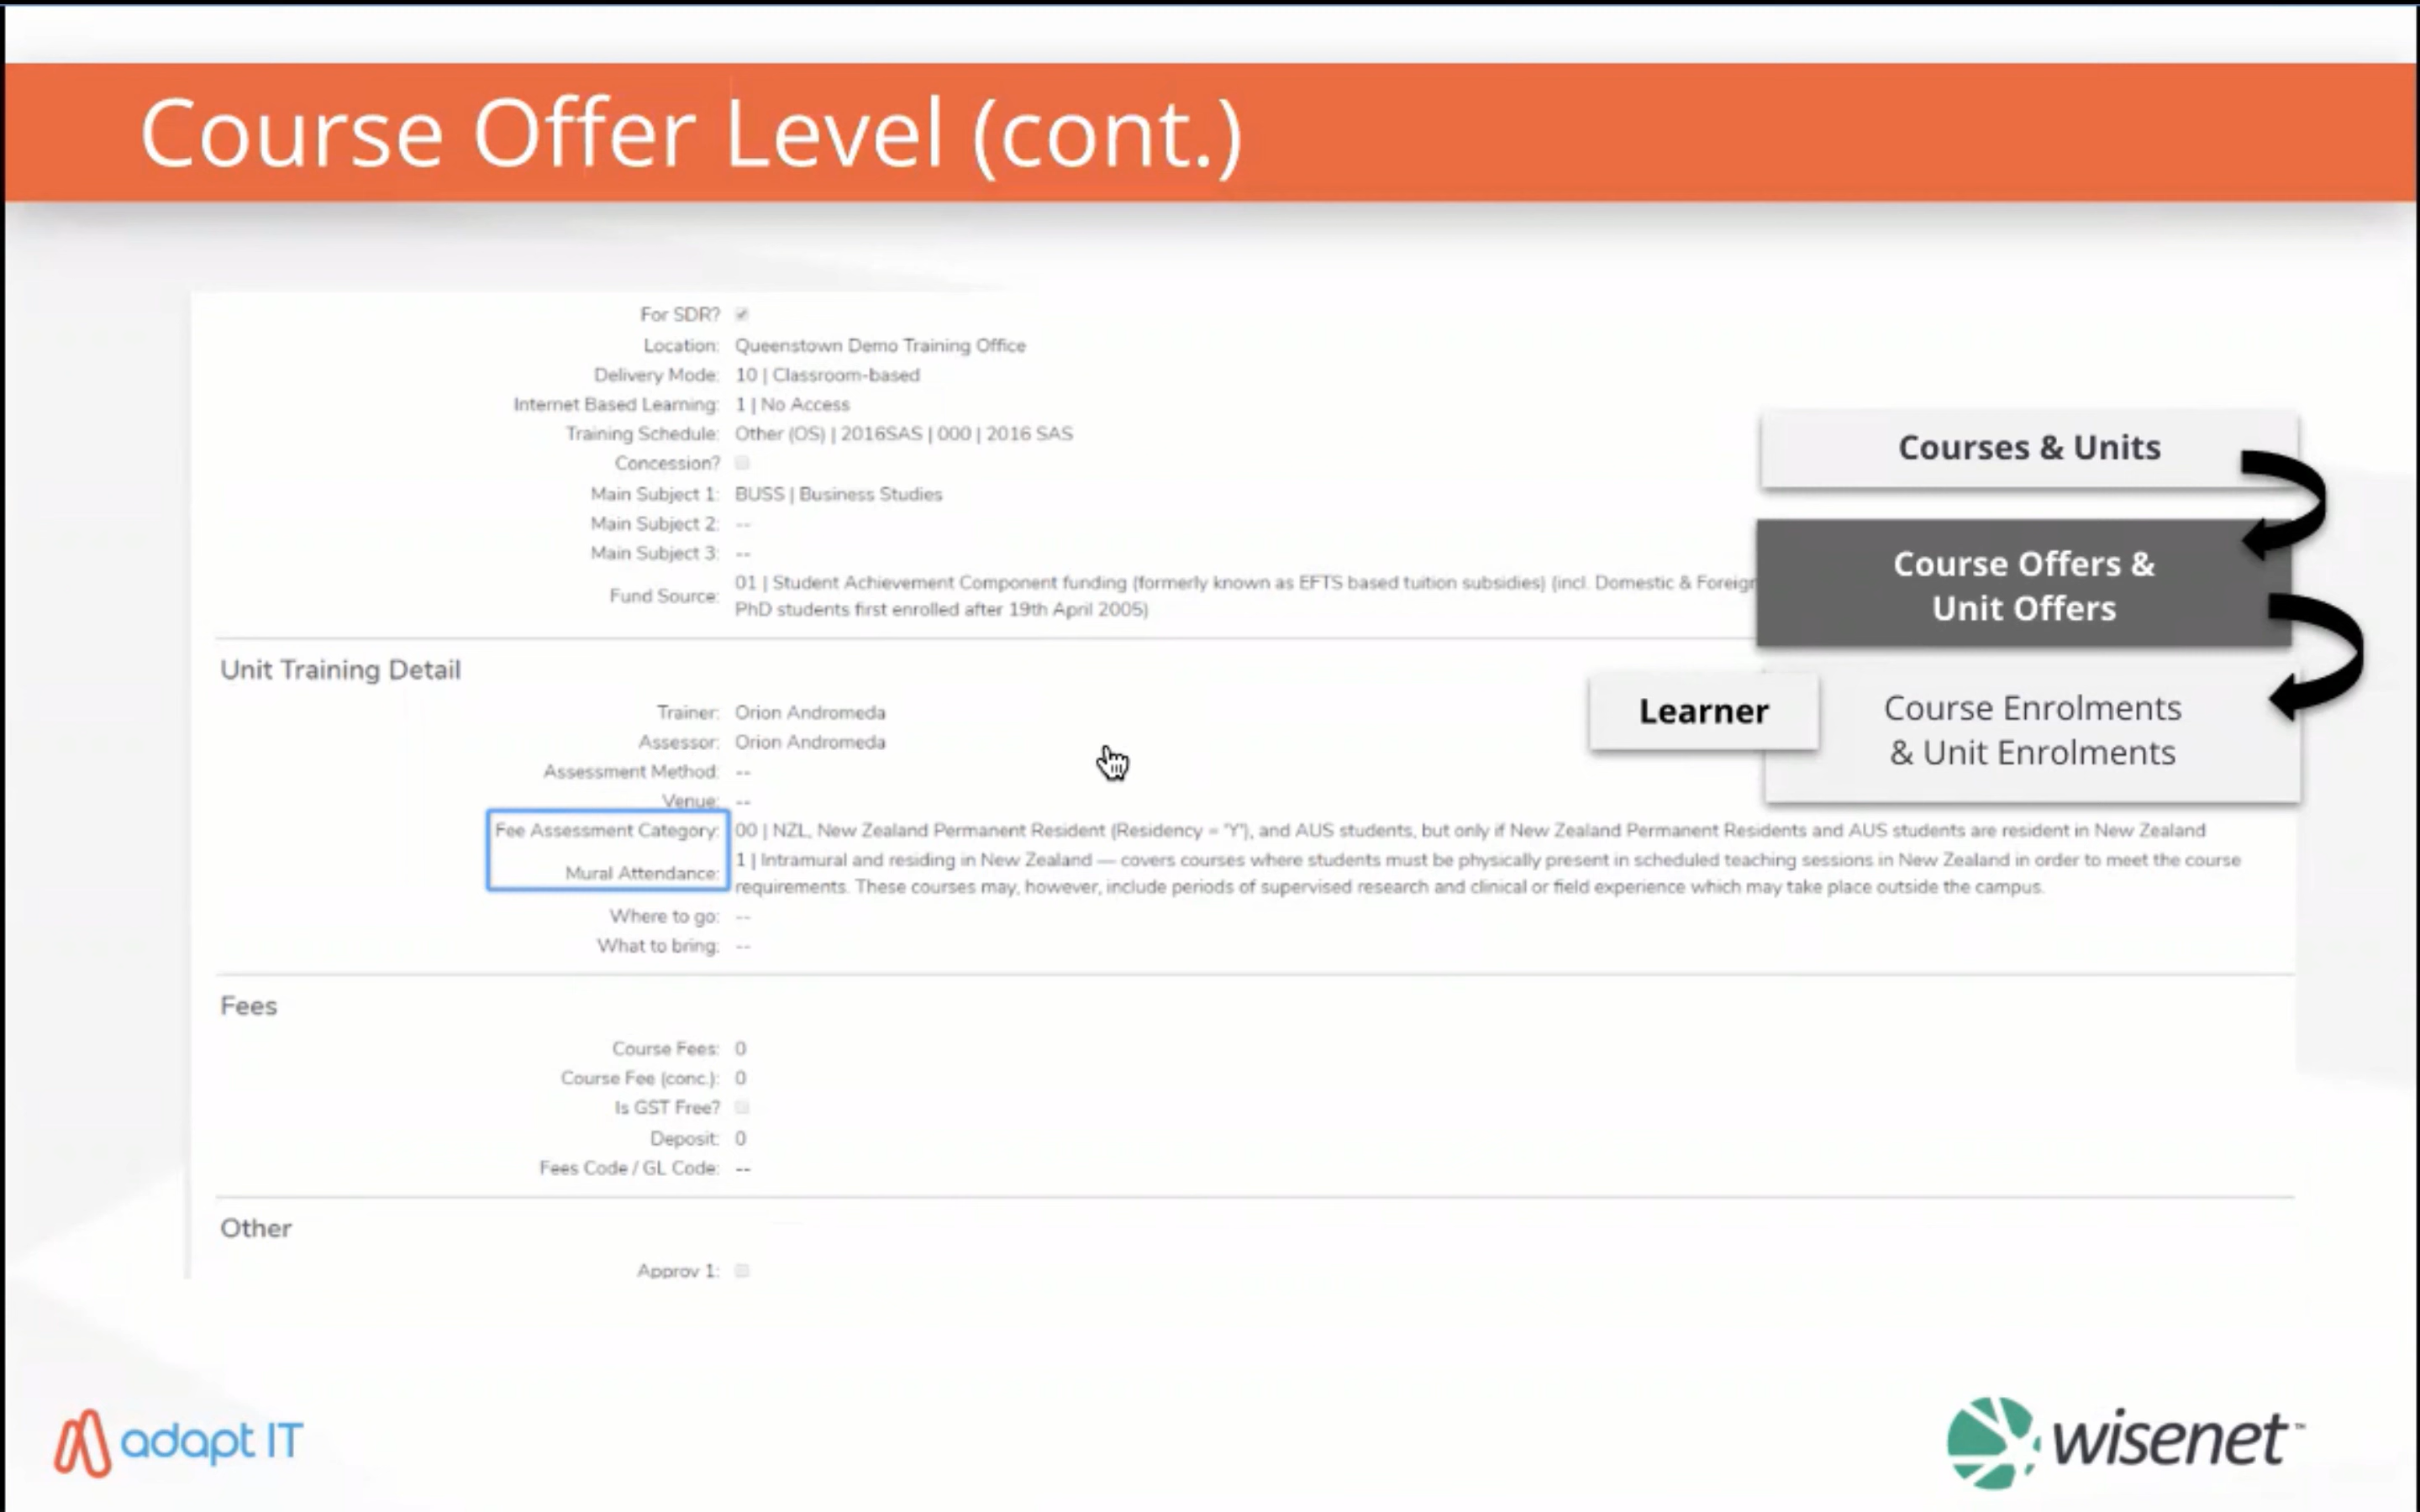 Course Offer Level (cont.)
For SDR?
Location: Queenstown Demo Training Office
Delivery Mode: 10 | Classroom-based
Internet Based Learning: 1 | No Access
Training Schedule: Other (OS) | 2016SAS | 000 | 2016 SAS
Concession?
Main Subject 1: BUSS | Business Studies
Main Subject 2: --
Main Subject 3: --
Fund Source: 01 | Student Achievement Component funding (formerly known as EFTS based tuition subsidies) (incl. Domestic & Foreign
PhD students first enrolled after 19th April 2005)
Courses & Units
Course Offers &
Unit Offers
Learner
Course Enrolments
& Unit Enrolments
Unit Training Detail
Trainer: Orion Andromeda
Assessor: Orion Andromeda
Assessment Method: --
Venue: --
Fee Assessment Category: 00 | NZL, New Zealand Permanent Resident (Residency = 'Y'), and AUS students, but only if New Zealand Permanent Residents and AUS students are resident in New Zealand
Mural Attendance: 1 | Intramural and residing in New Zealand — covers courses where students must be physically present in scheduled teaching sessions in New Zealand in order to meet the course
requirements. These courses may, however, include periods of supervised research and clinical or field experience which may take place outside the campus.
Where to go: --
What to bring: --
Fees
Course Fees: 0
Course Fee (conc.): 0
Is GST Free?
Deposit: 0
Fees Code / GL Code: --
Other
Approv 1:
adapt IT
wisenet™